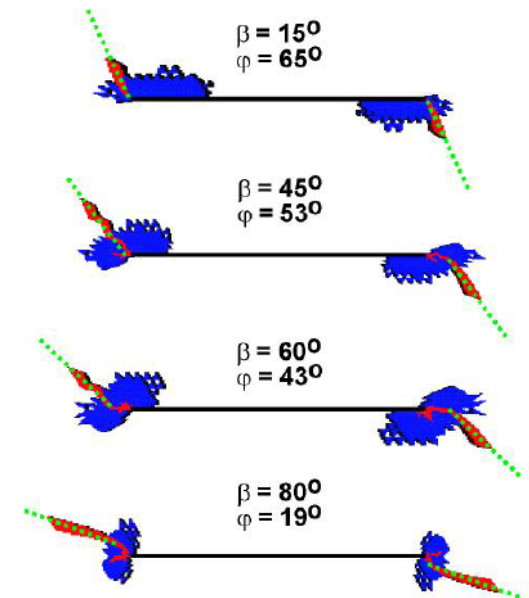 β = 15º
φ = 65º
β = 45º
φ = 53º
β = 60º
φ = 43º
β = 80º
φ = 19º